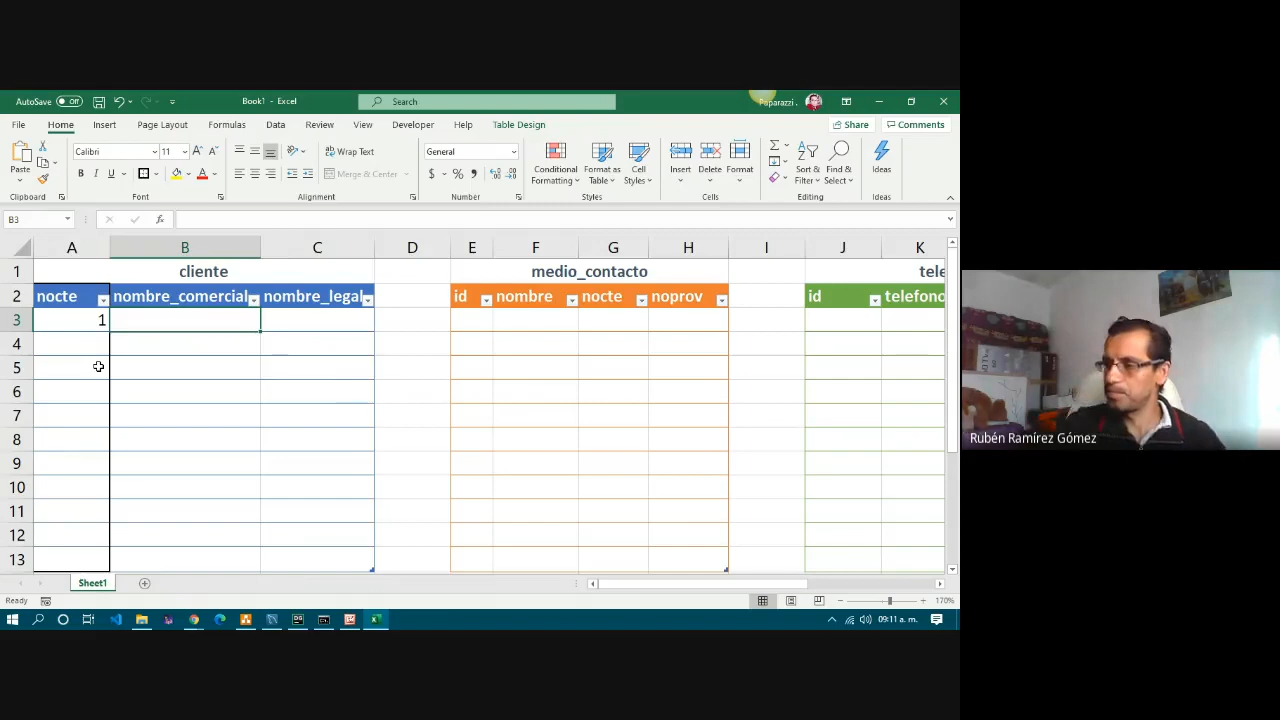 AutoSave Off
Book1 - Excel
Search
Paparazzi .
File Home Insert Page Layout Formulas Data Review View Developer Help Table Design
Share Comments
Paste
Calibri 11
B I U
Wrap Text
Merge & Center
General
$ % 9
Conditional Formatting
Format as Table
Cell Styles
Insert
Delete
Format
Sort & Filter
Find & Select
Ideas
Clipboard Font Alignment Number Styles Cells Editing Ideas
B3 fx
A B C D E F G H I J K
1 cliente medio_contacto tele
2 nocte nombre_comercial nombre_legal id nombre nocte noprov id telefono
3 1
4
5
6
7
8
9
10
11
12
13
Sheet1
Ready 170%
09:11 a. m.
Rubén Ramírez Gómez